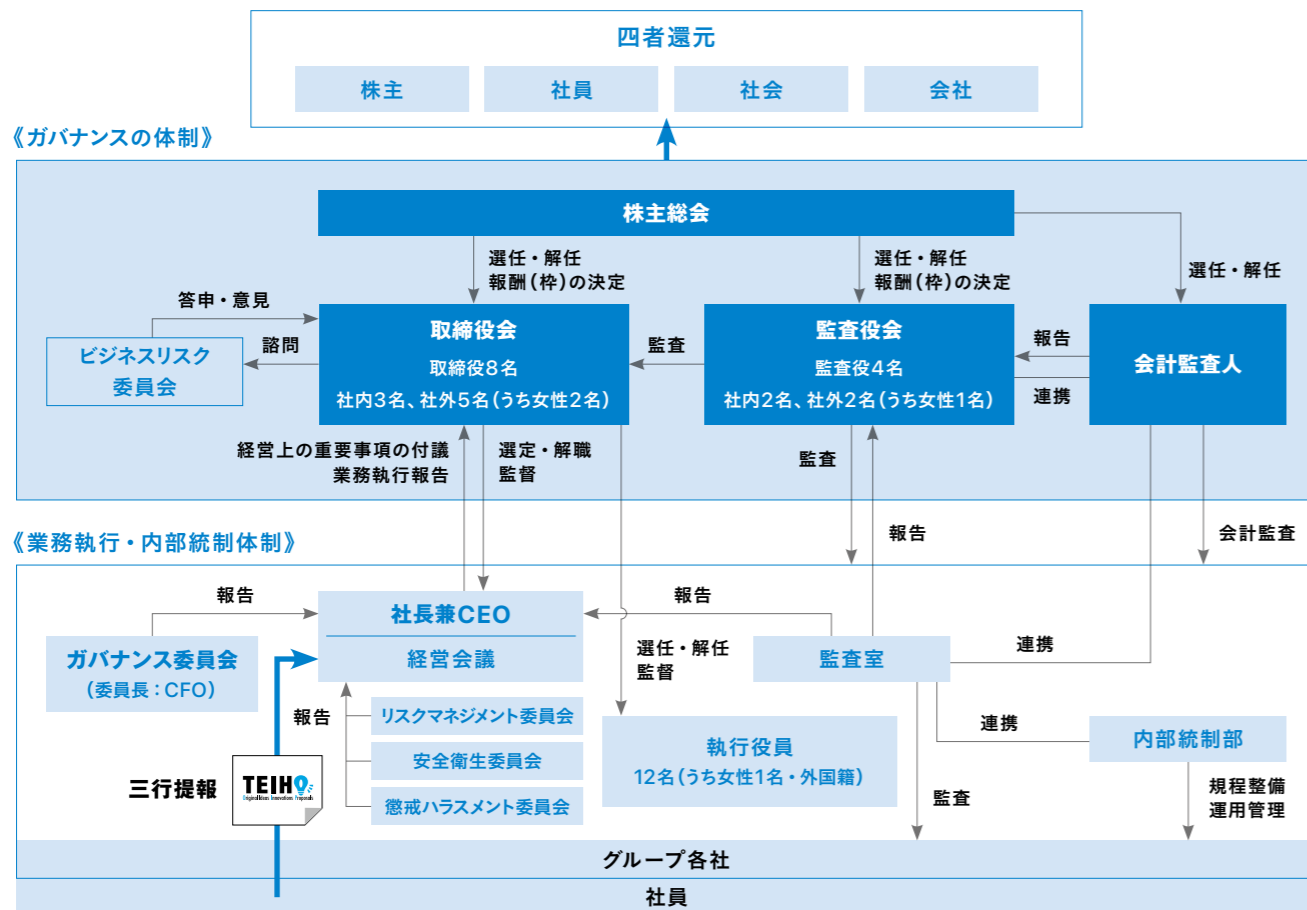 四者還元
株主
社員
社会
会社
《ガバナンスの体制》
株主総会
選任・解任
報酬(枠)の決定
選任・解任
報酬(枠)の決定
選任・解任
答申・意見
諮問
ビジネスリスク
委員会
取締役会
取締役8名
社内3名、社外5名(うち女性2名)
監査
監査役会
監査役4名
社内2名、社外2名(うち女性1名)
報告
連携
会計監査人
経営上の重要事項の付議
業務執行報告
選定・解職
監督
監査
報告
会計監査
《業務執行・内部統制体制》
報告
ガバナンス委員会
(委員長:CFO)
社長兼CEO
経営会議
報告
選任・解任
監督
監査室
連携
報告
リスクマネジメント委員会
安全衛生委員会
懲戒ハラスメント委員会
執行役員
12名(うち女性1名・外国籍)
連携
内部統制部
三行提報
TEIHO
Original Ideas Innovations Proposals
監査
規程整備
運用管理
グループ各社
社員